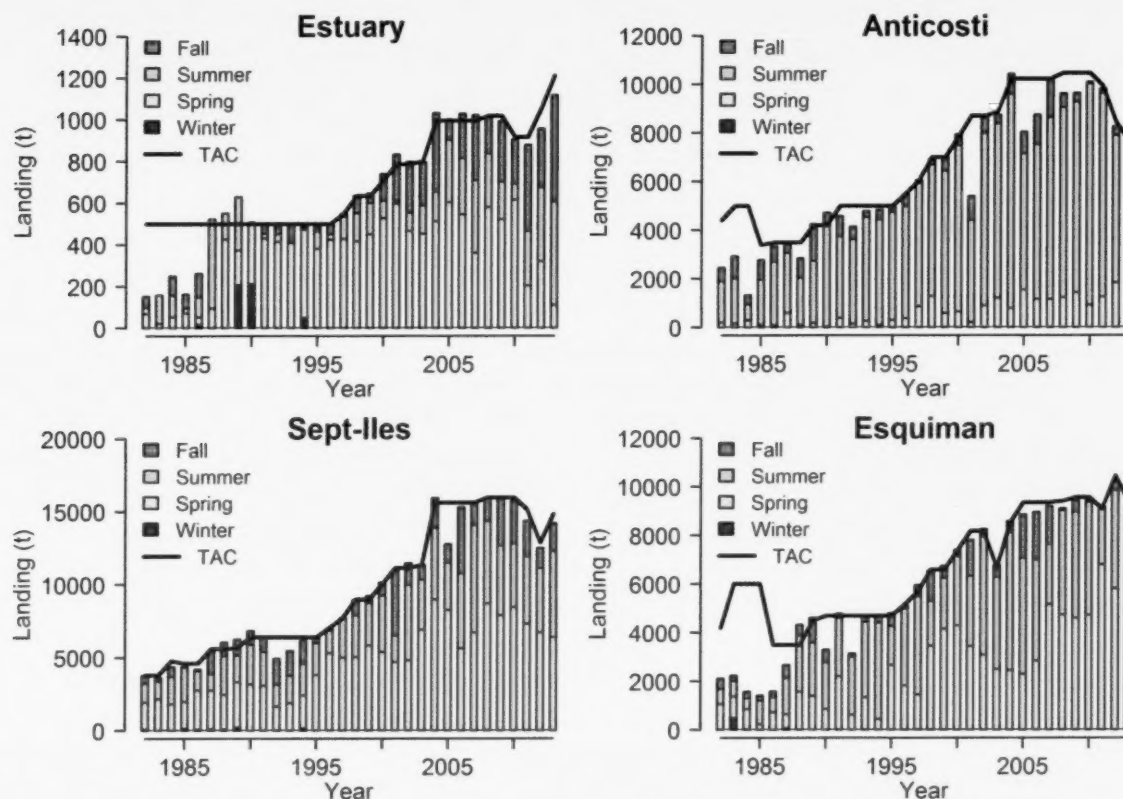 Estuary
1400
1200
1000
800
600
400
200
0
Landing (t)
Fall
Summer
Spring
Winter
TAC
1985
1995
2005
Year
Anticosti
12000
10000
8000
6000
4000
2000
0
Landing (t)
Fall
Summer
Spring
Winter
TAC
1985
1995
2005
Year
Sept-Iles
20000
15000
10000
5000
0
Landing (t)
Fall
Summer
Spring
Winter
TAC
1985
1995
2005
Year
Esquiman
12000
10000
8000
6000
4000
2000
0
Landing (t)
Fall
Summer
Spring
Winter
TAC
1985
1995
2005
Year